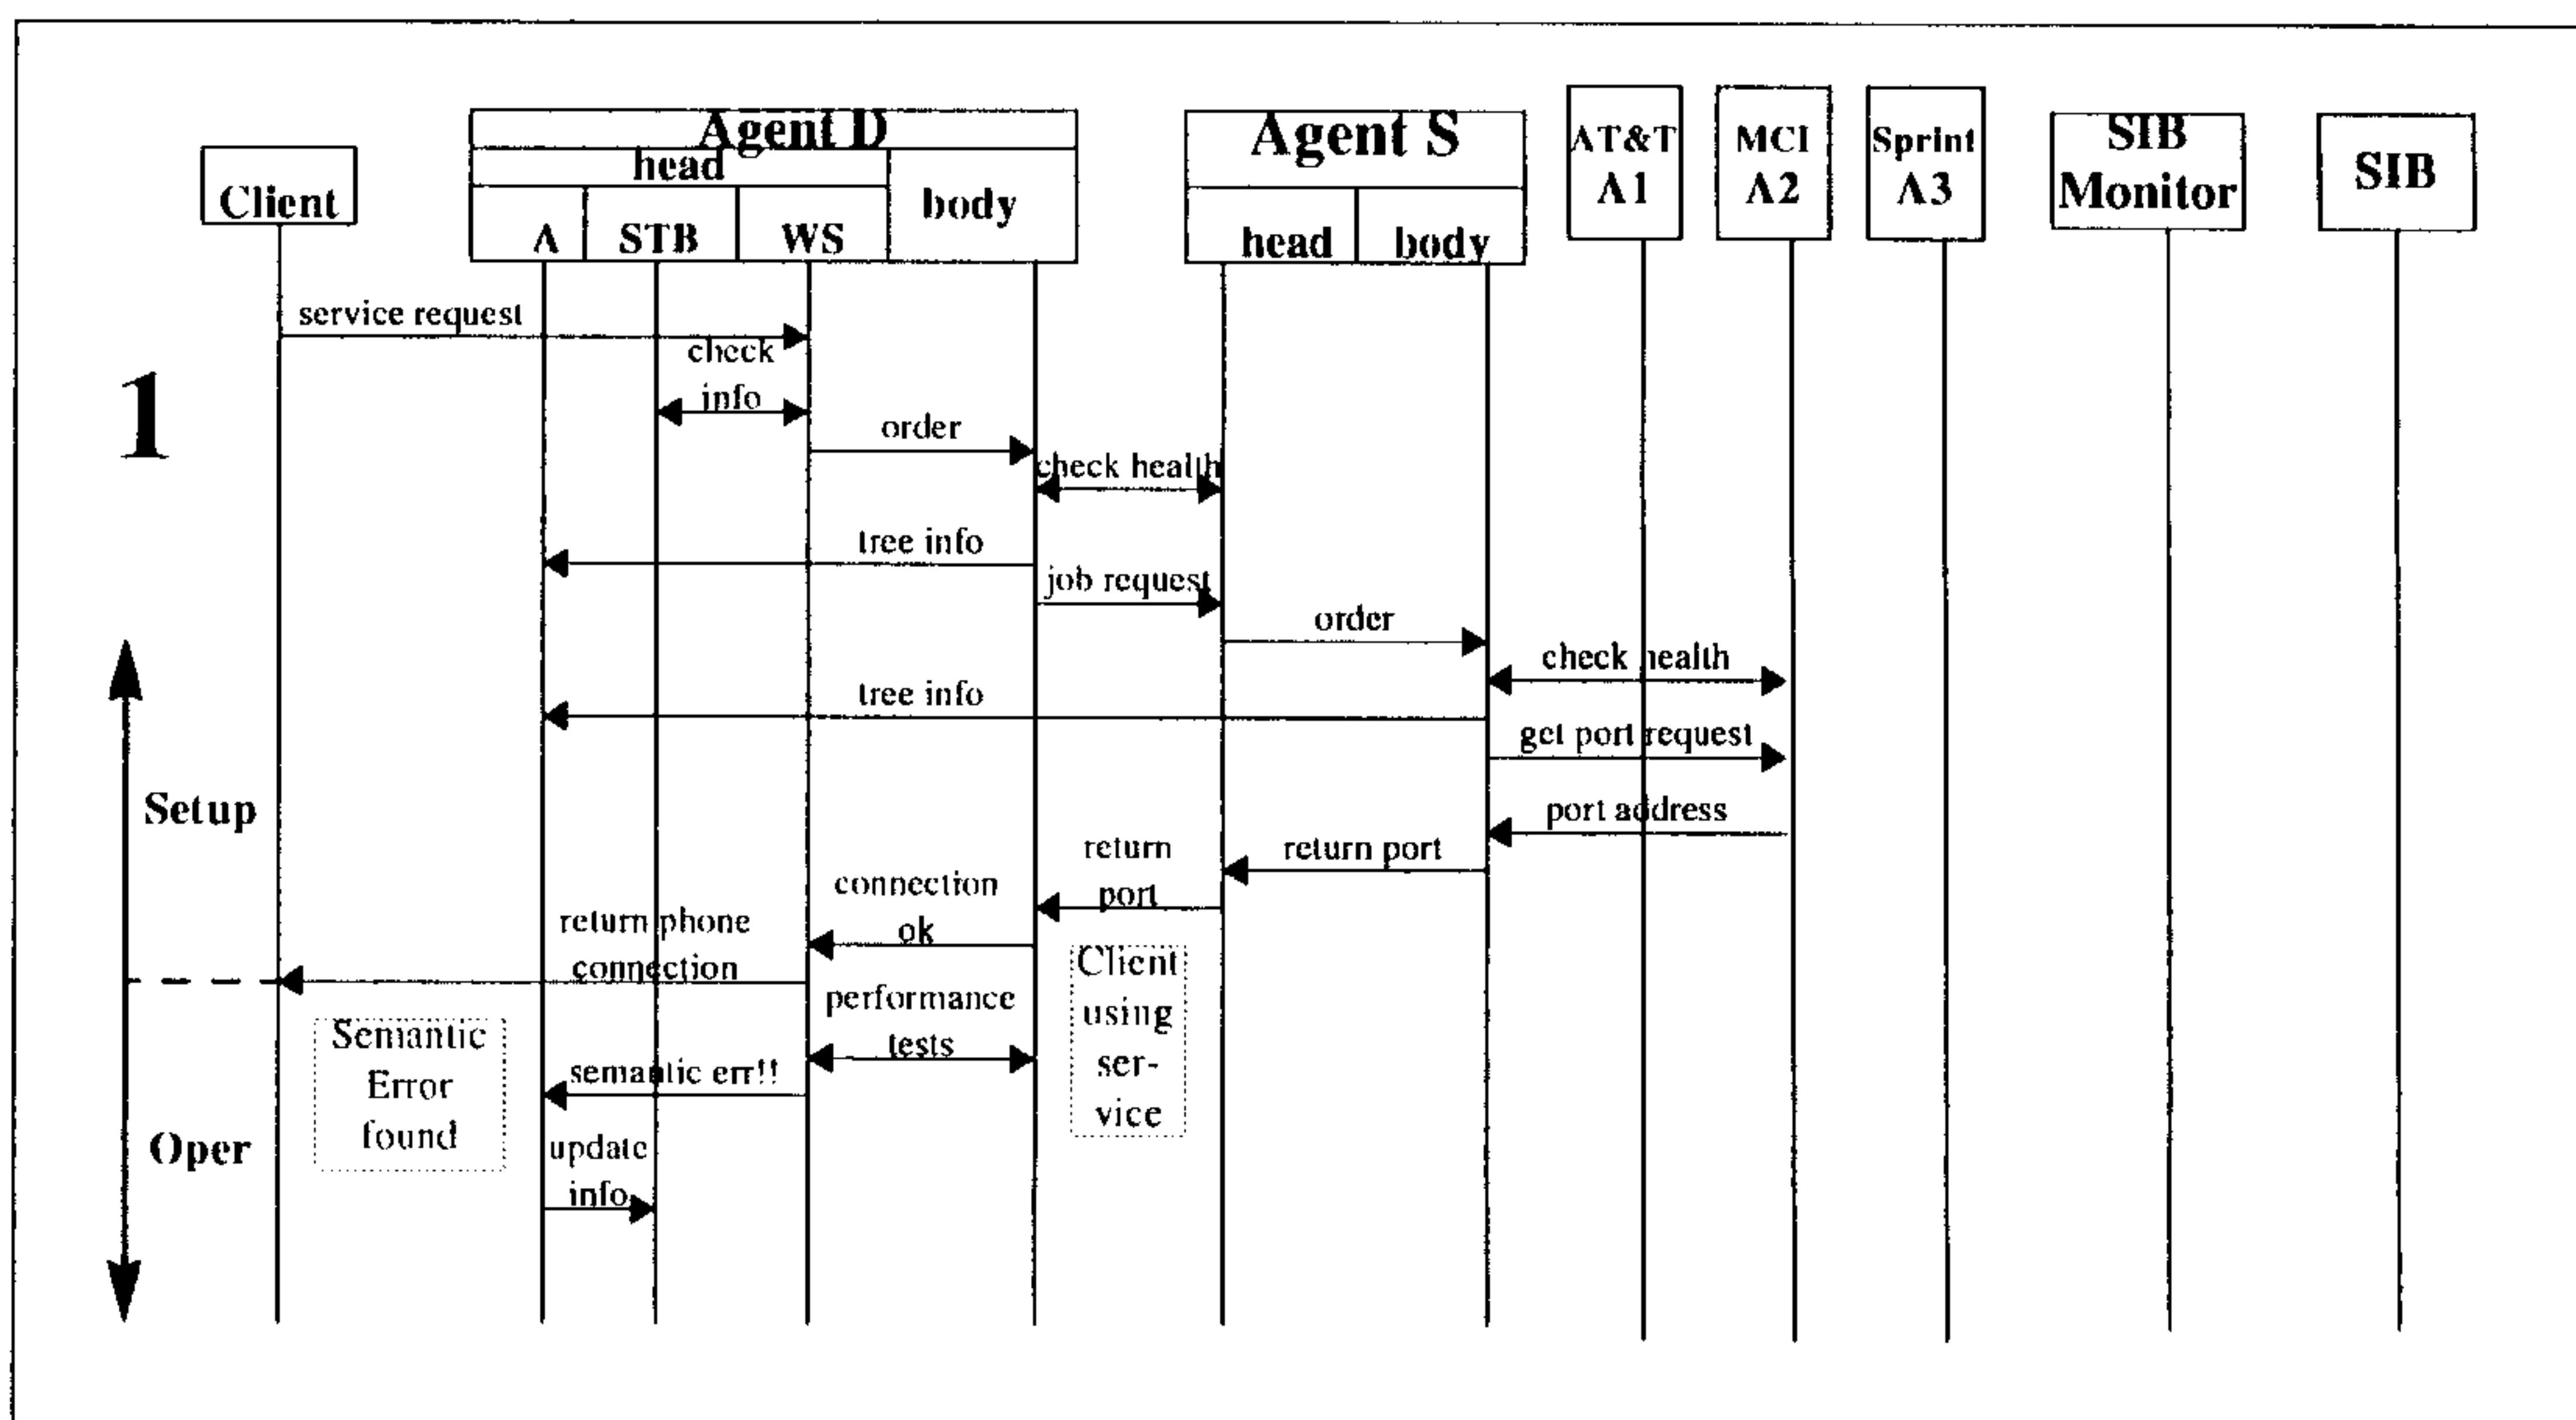 Agent D
head
A
STB
WS
body
Client
Agent S
head
body
AT&T
A1
MCI
A2
Sprint
A3
SIB
Monitor
SIB
service request
check
info
1
order
check health
tree info
job request
order
check health
tree info
get port request
Setup
port address
return port
return
port
connection
ok
return phone
connection
Client
using
ser-
vice
performance
tests
Semantic
Error
found
semantic err!!
Oper
update
info